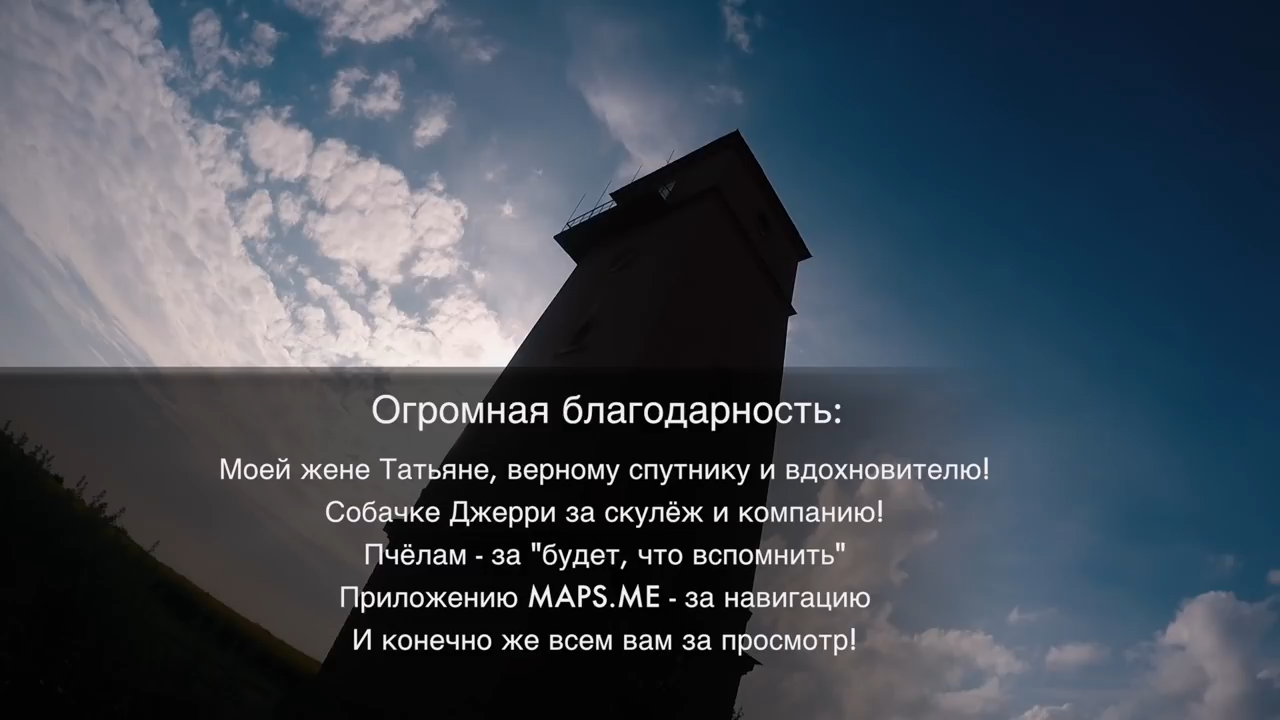 Огромная благодарность:
Моей жене Татьяне, верному спутнику и вдохновителю!
Собачке Джерри за скулёж и компанию!
Пчёлам - за "будет, что вспомнить"
Приложению MAPS.ME - за навигацию
И конечно же всем вам за просмотр!